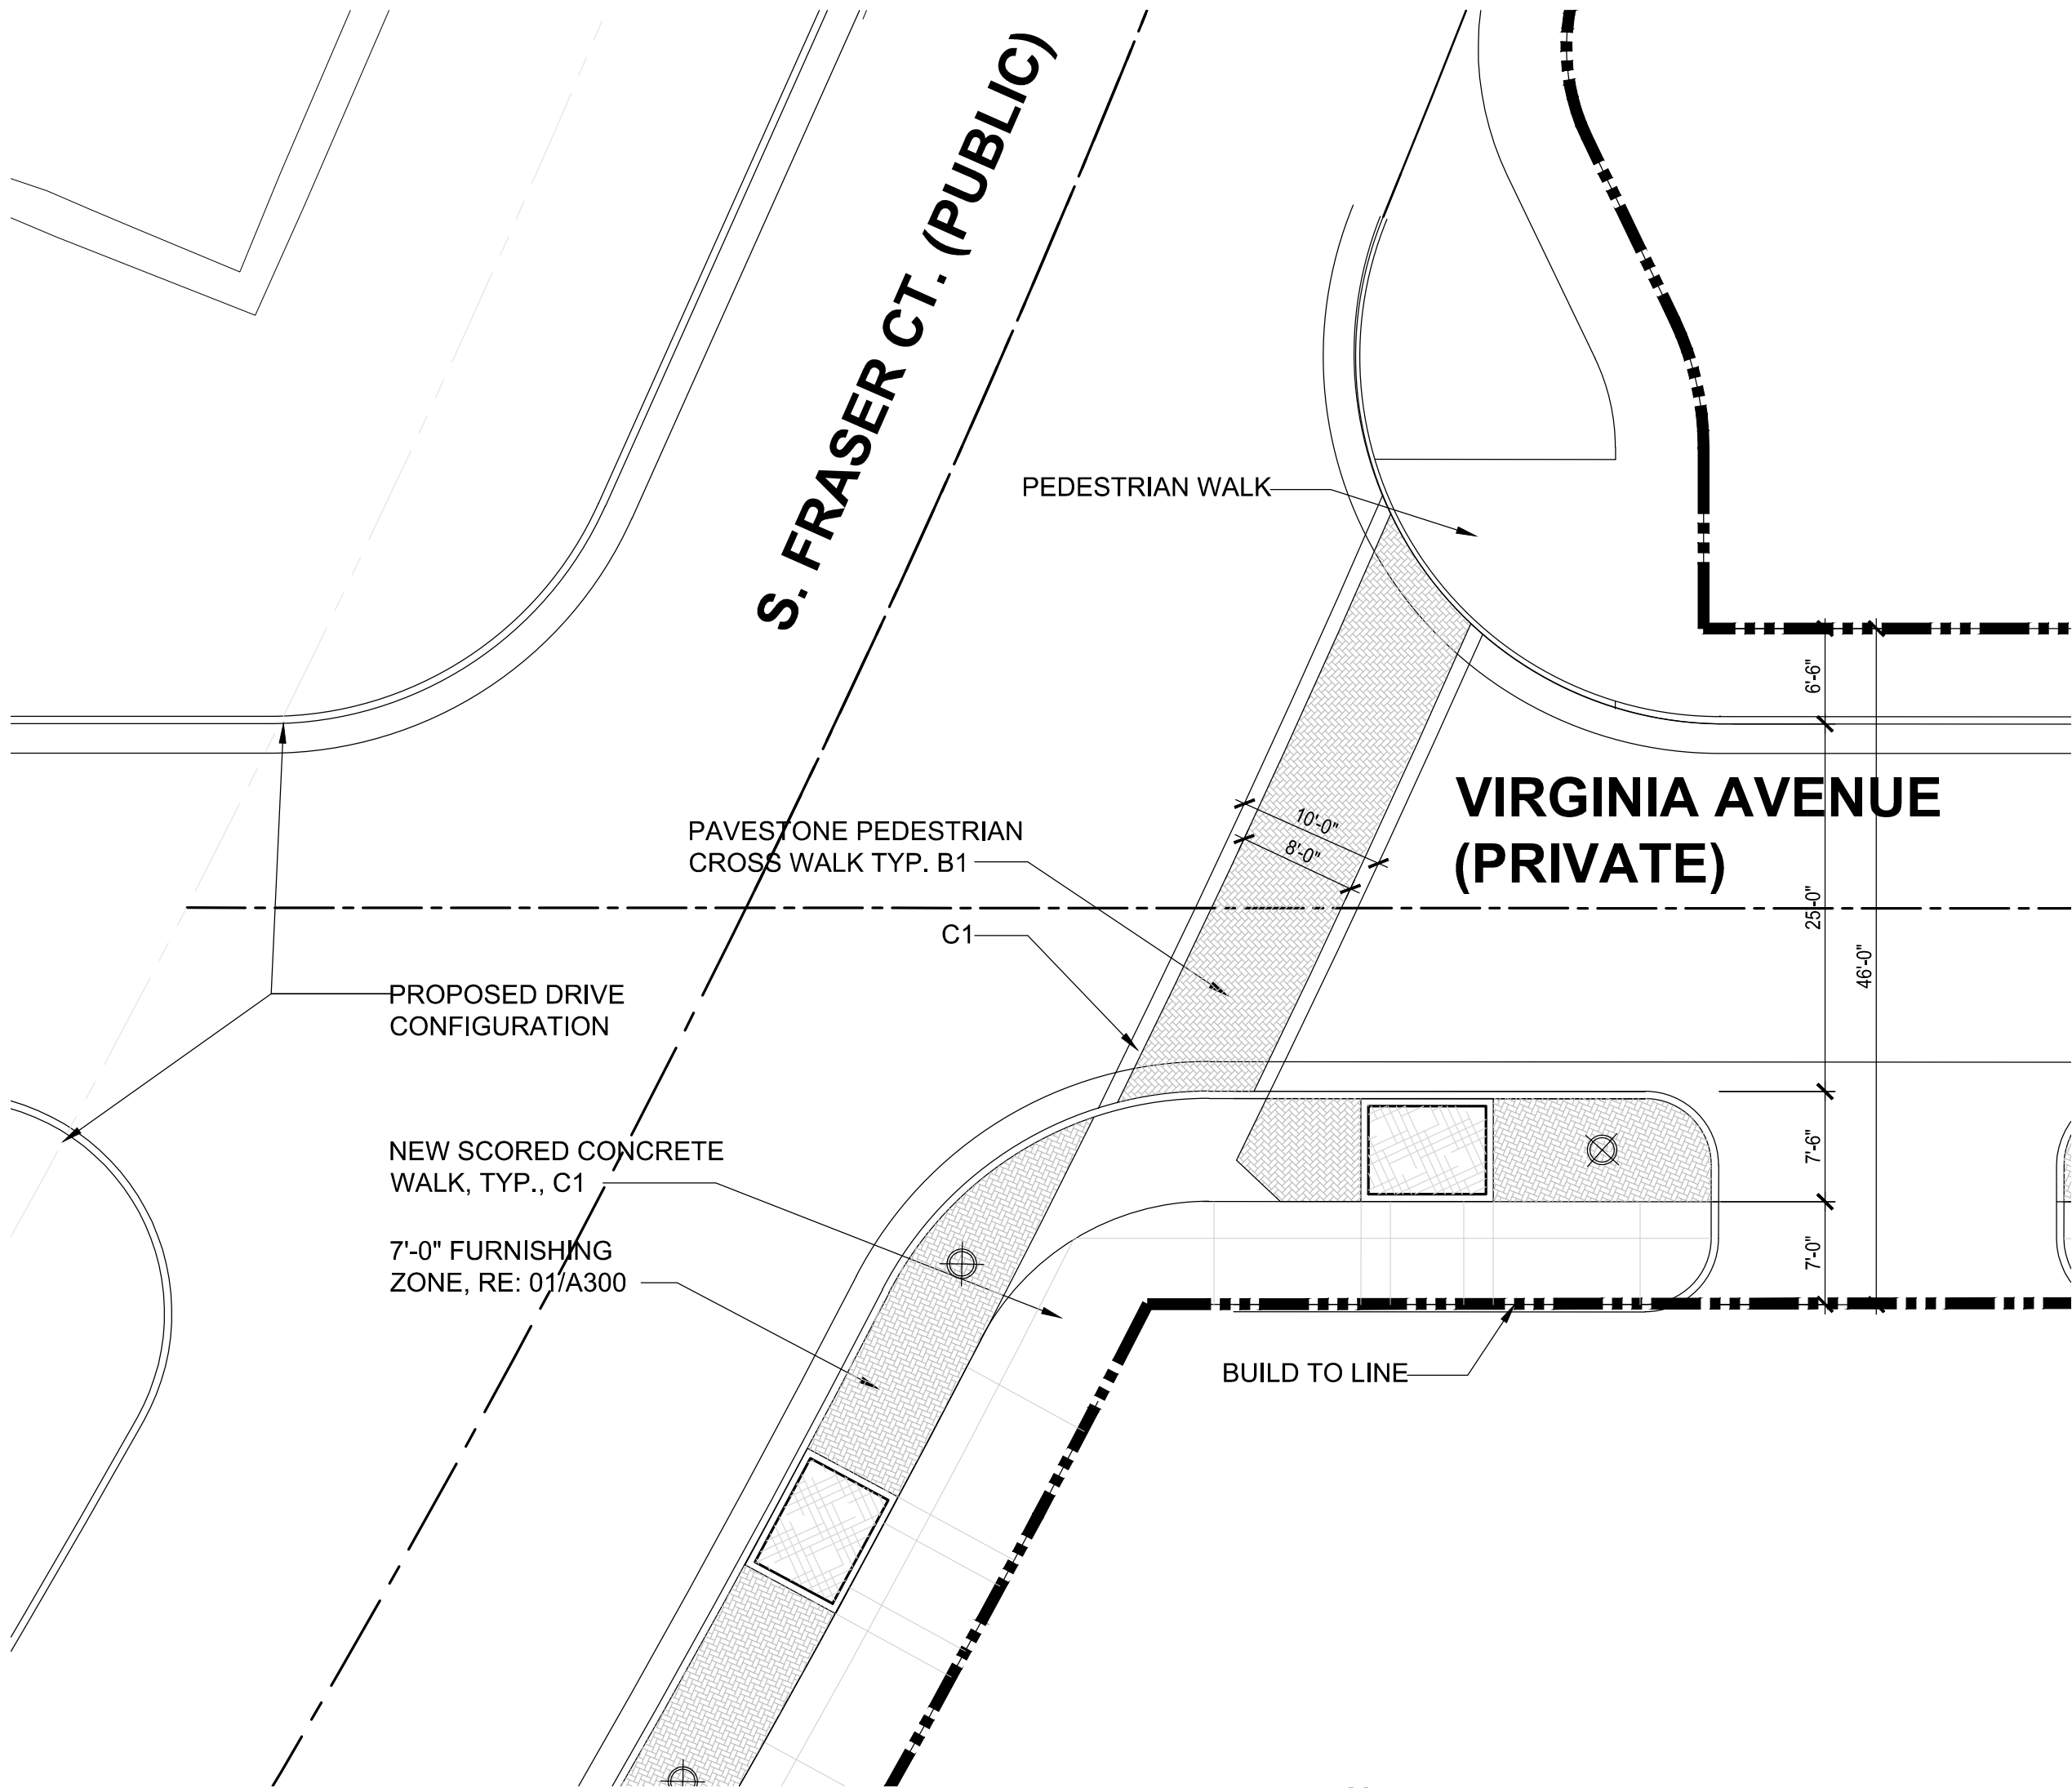 S. FRASER CT. (PUBLIC)
PEDESTRIAN WALK
6'-6"
VIRGINIA AVENUE
(PRIVATE)
10'-0"
8'-0"
PAVESTONE PEDESTRIAN
CROSS WALK TYP. B1
25'-0"
C1
46'-0"
PROPOSED DRIVE
CONFIGURATION
NEW SCORED CONCRETE
WALK, TYP., C1
7'-6"
7'-0" FURNISHING
ZONE, RE: 01/A300
7'-0"
BUILD TO LINE